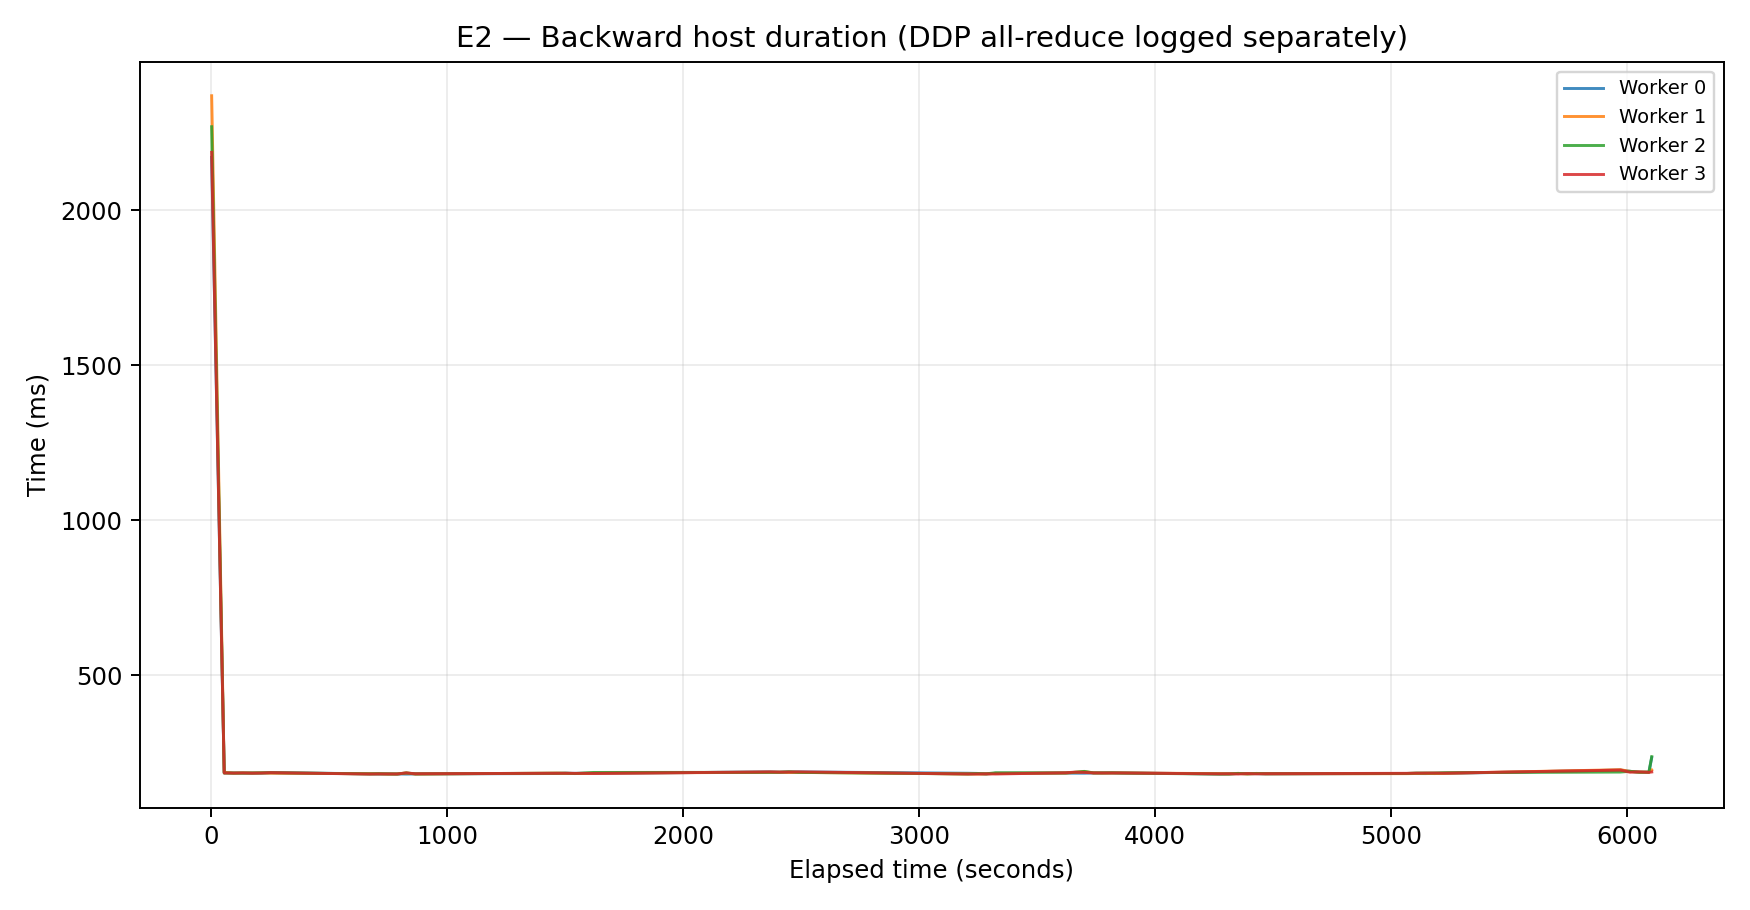 E2 — Backward host duration (DDP all-reduce logged separately)
Worker 0
Worker 1
Worker 2
Worker 3
Time (ms)
2000
1500
1000
500
0 1000 2000 3000 4000 5000 6000
Elapsed time (seconds)